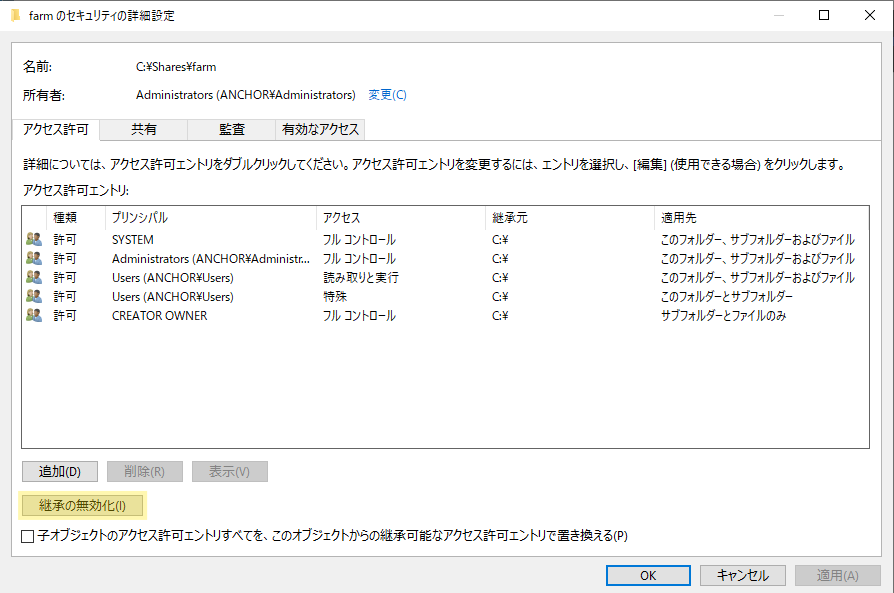 farm のセキュリティの詳細設定
名前: C:¥Shares¥farm
所有者: Administrators (ANCHOR¥Administrators) 変更(C)
アクセス許可 共有 監査 有効なアクセス
詳細については、アクセス許可エントリをダブルクリックしてください。アクセス許可エントリを変更するには、エントリを選択し、[編集] (使用できる場合) をクリックします。
アクセス許可エントリ:
種類 プリンシパル アクセス 継承元 適用先
許可 SYSTEM フル コントロール C:¥ このフォルダー、サブフォルダーおよびファイル
許可 Administrators (ANCHOR¥Administr... フル コントロール C:¥ このフォルダー、サブフォルダーおよびファイル
許可 Users (ANCHOR¥Users) 読み取りと実行 C:¥ このフォルダー、サブフォルダーおよびファイル
許可 Users (ANCHOR¥Users) 特殊 C:¥ このフォルダーとサブフォルダー
許可 CREATOR OWNER フル コントロール C:¥ サブフォルダーとファイルのみ
追加(D) 削除(R) 表示(V)
継承の無効化(I)
子オブジェクトのアクセス許可エントリすべてを、このオブジェクトからの継承可能なアクセス許可エントリで置き換える(P)
OK キャンセル 適用(A)